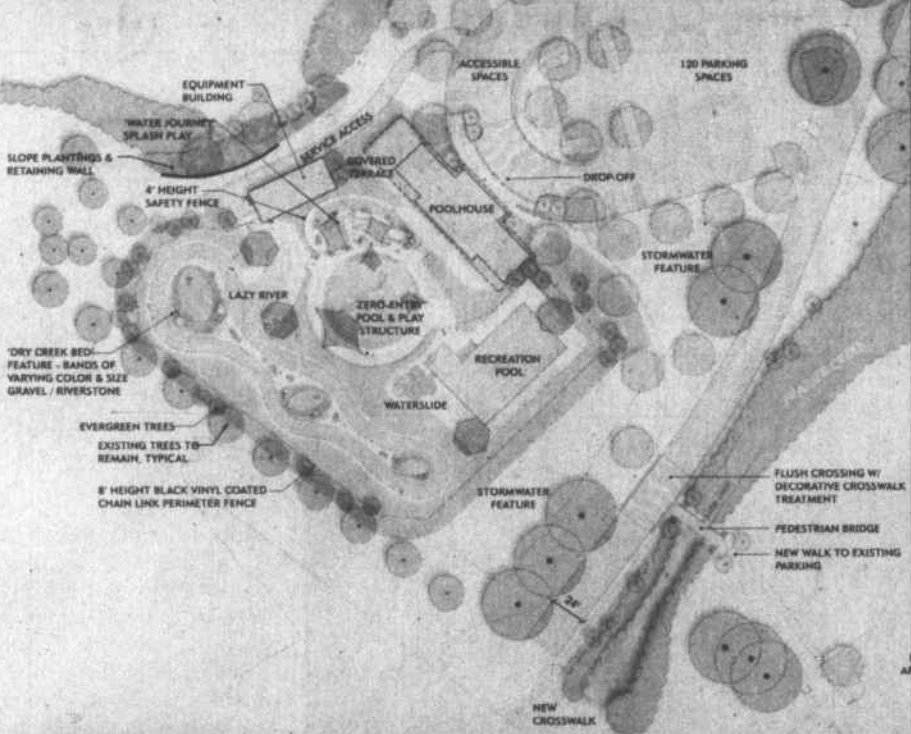 EQUIPMENT
BUILDING
'WATER JOURNEY'
SPLASH PLAY
SERVICE ACCESS
ACCESSIBLE
SPACES
120 PARKING
SPACES
SLOPE PLANTINGS &
RETAINING WALL
4' HEIGHT
SAFETY FENCE
COVERED
TERRACE
DROP-OFF
POOLHOUSE
STORMWATER
FEATURE
LAZY RIVER
ZERO-ENTRY
POOL & PLAY
STRUCTURE
'DRY CREEK BED'
FEATURE - BANDS OF
VARYING COLOR & SIZE
GRAVEL / RIVERSTONE
RECREATION
POOL
WATERSLIDE
EVERGREEN TREES
EXISTING TREES TO
REMAIN, TYPICAL
8' HEIGHT BLACK VINYL COATED
CHAIN LINK PERIMETER FENCE
STORMWATER
FEATURE
FLUSH CROSSING W/
DECORATIVE CROSSWALK
TREATMENT
PEDESTRIAN BRIDGE
NEW WALK TO EXISTING
PARKING
24'
NEW
CROSSWALK